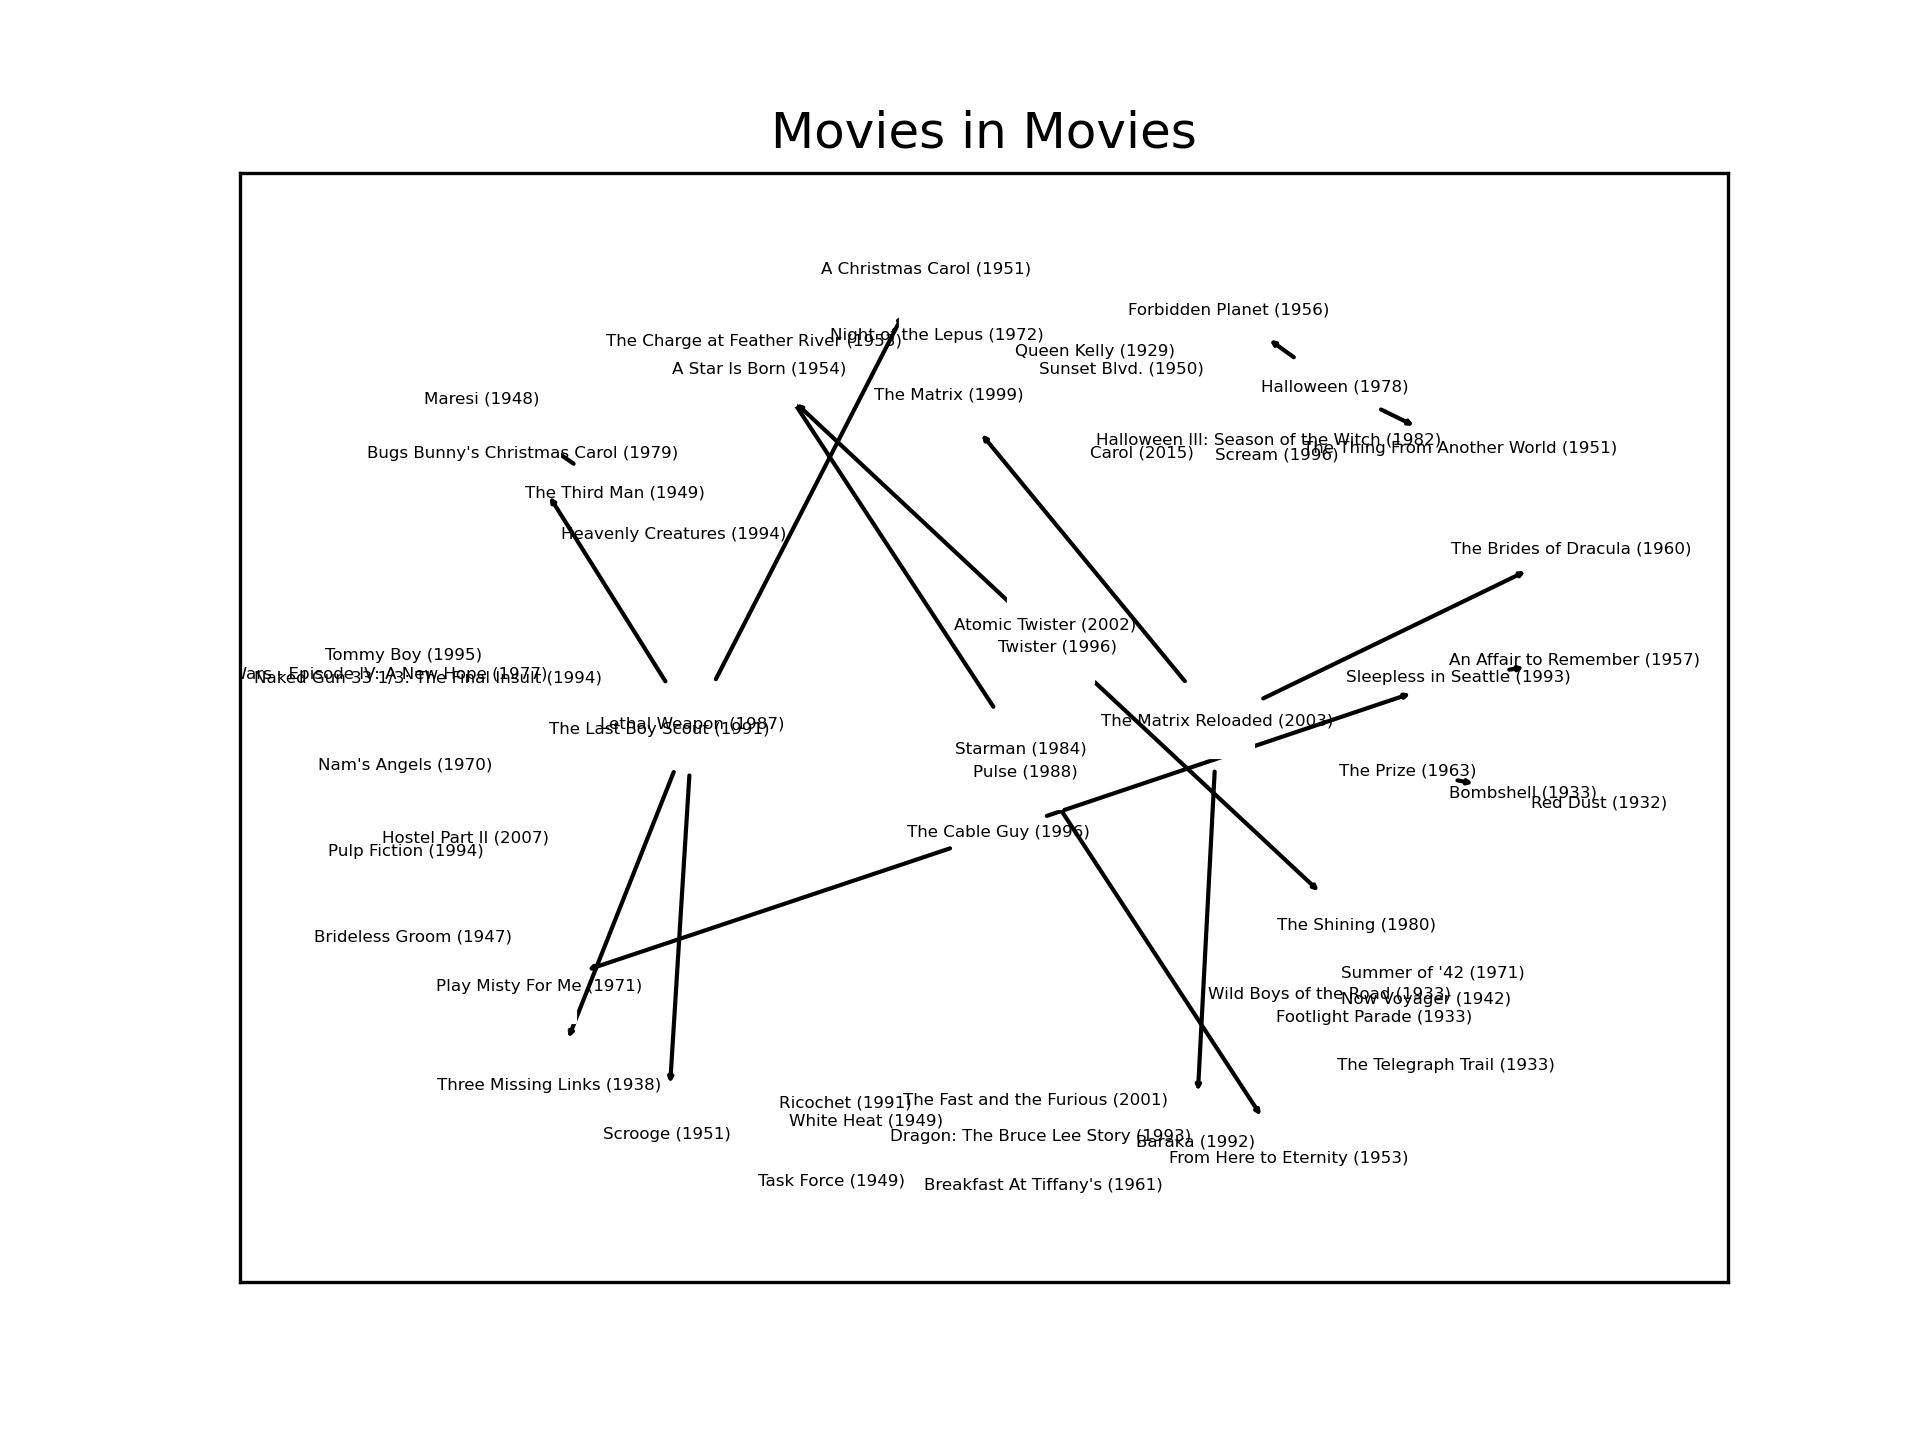 Movies in Movies
A Christmas Carol (1951)
Forbidden Planet (1956)
Night of the Lepus (1972)
The Charge at Feather River (1953)
Queen Kelly (1929)
A Star Is Born (1954)
Sunset Blvd. (1950)
Halloween (1978)
The Matrix (1999)
Maresi (1948)
Halloween III: Season of the Witch (1982)
The Thing From Another World (1951)
Bugs Bunny's Christmas Carol (1979)
Carol (2015)
Scream (1996)
The Third Man (1949)
Heavenly Creatures (1994)
The Brides of Dracula (1960)
Atomic Twister (2002)
Twister (1996)
Tommy Boy (1995)
An Affair to Remember (1957)
Wars - Episode IV: A New Hope (1977)
Naked Gun 33 1/3: The Final Insult (1994)
Sleepless in Seattle (1993)
Lethal Weapon (1987)
The Last Boy Scout (1991)
The Matrix Reloaded (2003)
Starman (1984)
Nam's Angels (1970)
Pulse (1988)
The Prize (1963)
Bombshell (1933)
Red Dust (1932)
The Cable Guy (1996)
Hostel Part II (2007)
Pulp Fiction (1994)
The Shining (1980)
Brideless Groom (1947)
Summer of '42 (1971)
Play Misty For Me (1971)
Wild Boys of the Road (1933)
Now Voyager (1942)
Footlight Parade (1933)
The Telegraph Trail (1933)
Three Missing Links (1938)
Ricochet (1991)
The Fast and the Furious (2001)
White Heat (1949)
Scrooge (1951)
Dragon: The Bruce Lee Story (1993)
Baraka (1992)
From Here to Eternity (1953)
Task Force (1949)
Breakfast At Tiffany's (1961)